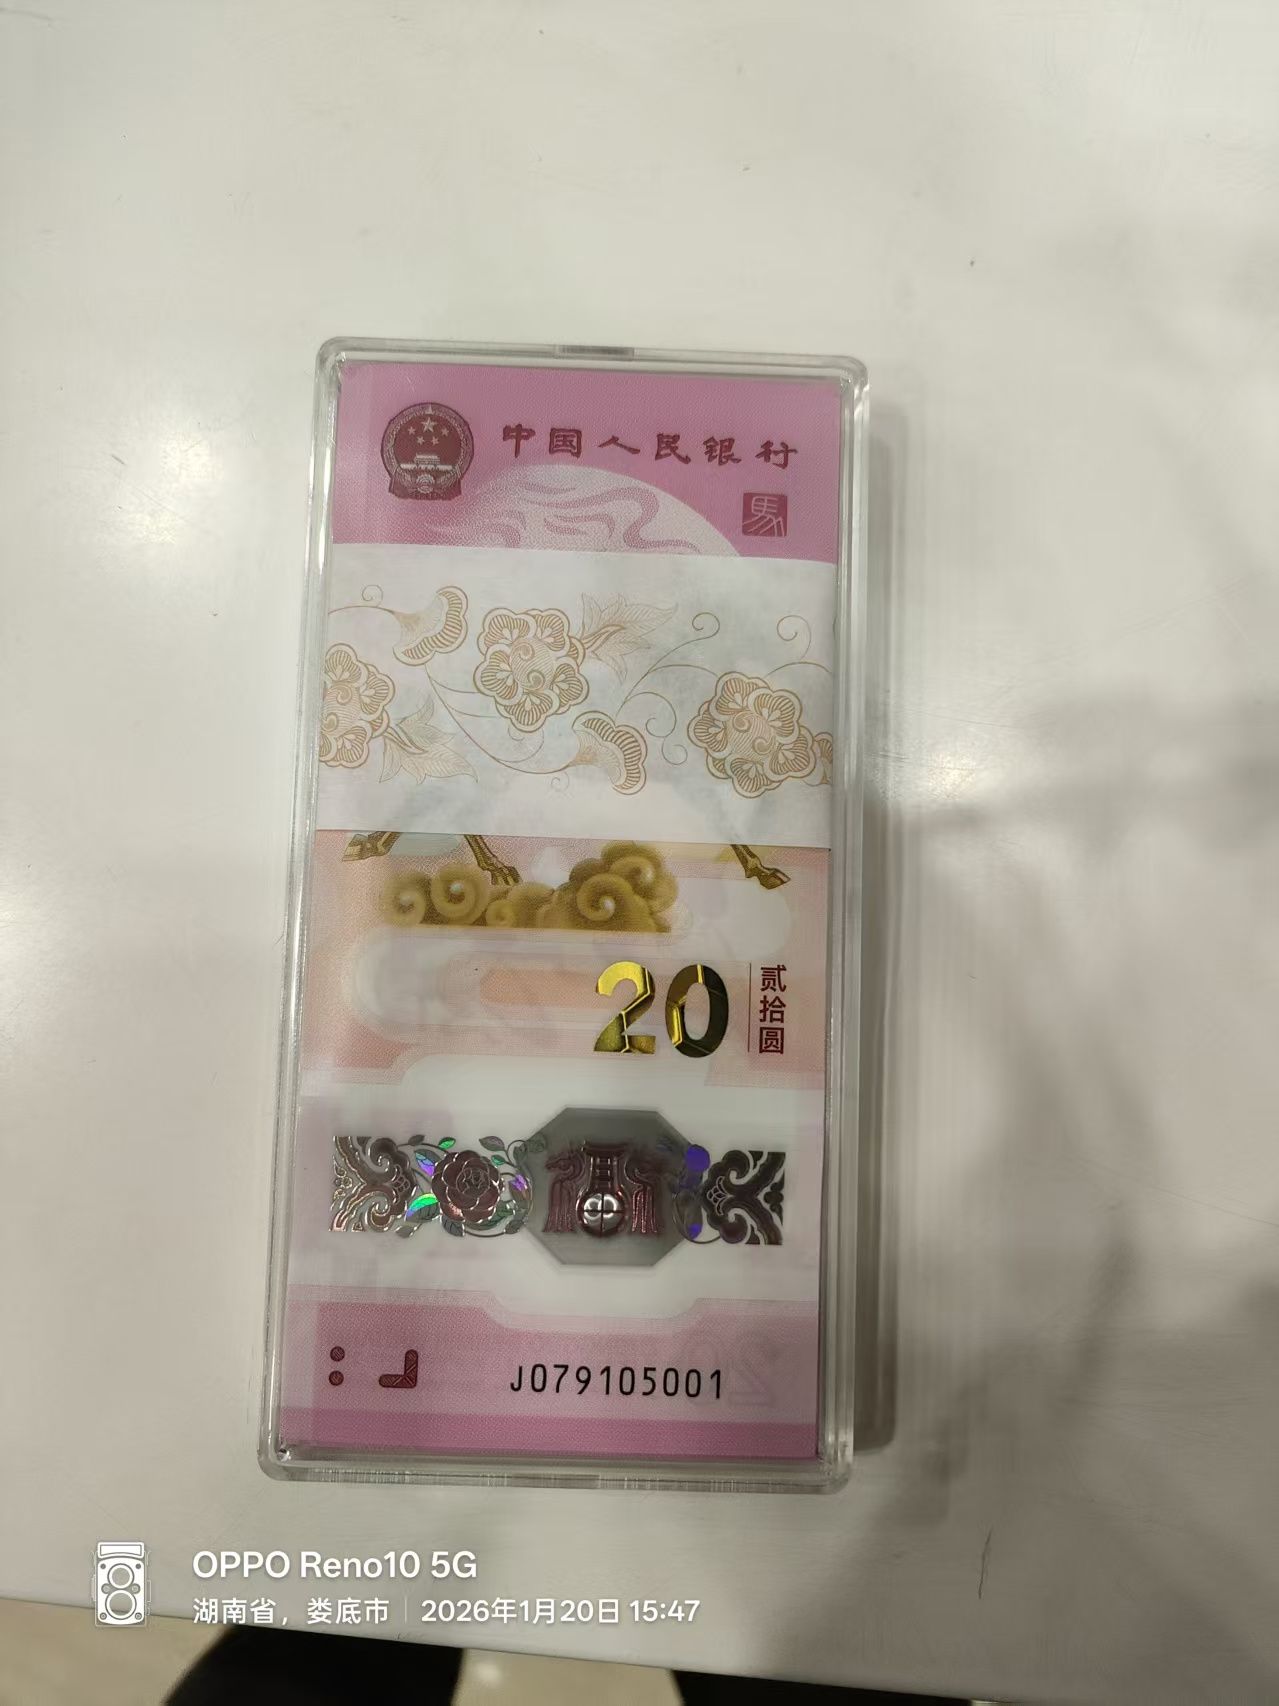 中国人民银行
馬
20
贰拾圆
J079105001
OPPO Reno10 5G
湖南省，娄底市 | 2026年1月20日 15:47